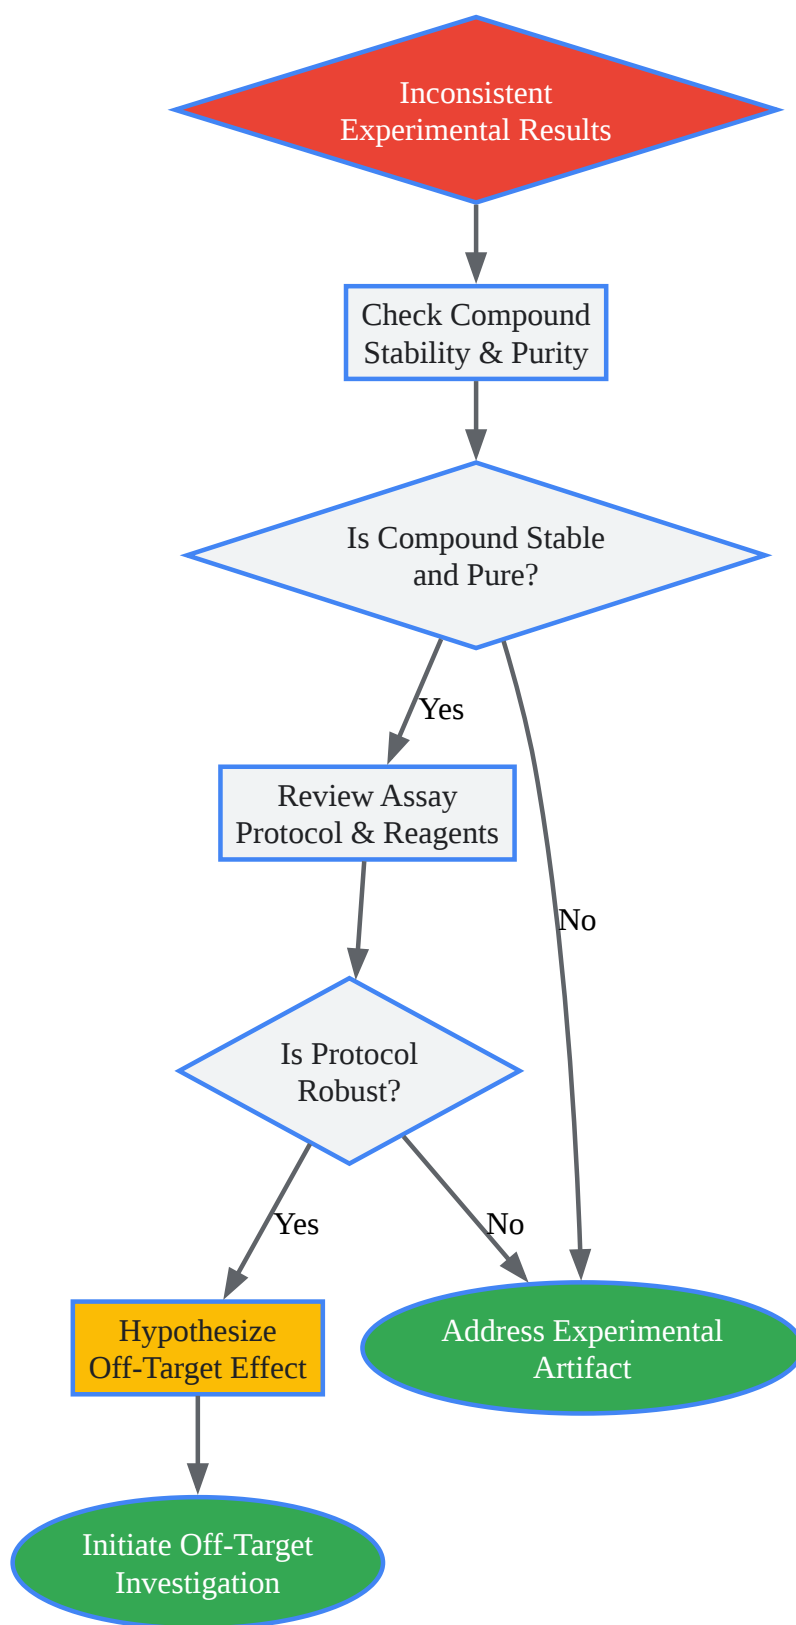 Inconsistent
Experimental Results
Check Compound
Stability & Purity
Is Compound Stable
and Pure?
Yes
Review Assay
Protocol & Reagents
No
Is Protocol
Robust?
Yes
No
Hypothesize
Off-Target Effect
Address Experimental
Artifact
Initiate Off-Target
Investigation